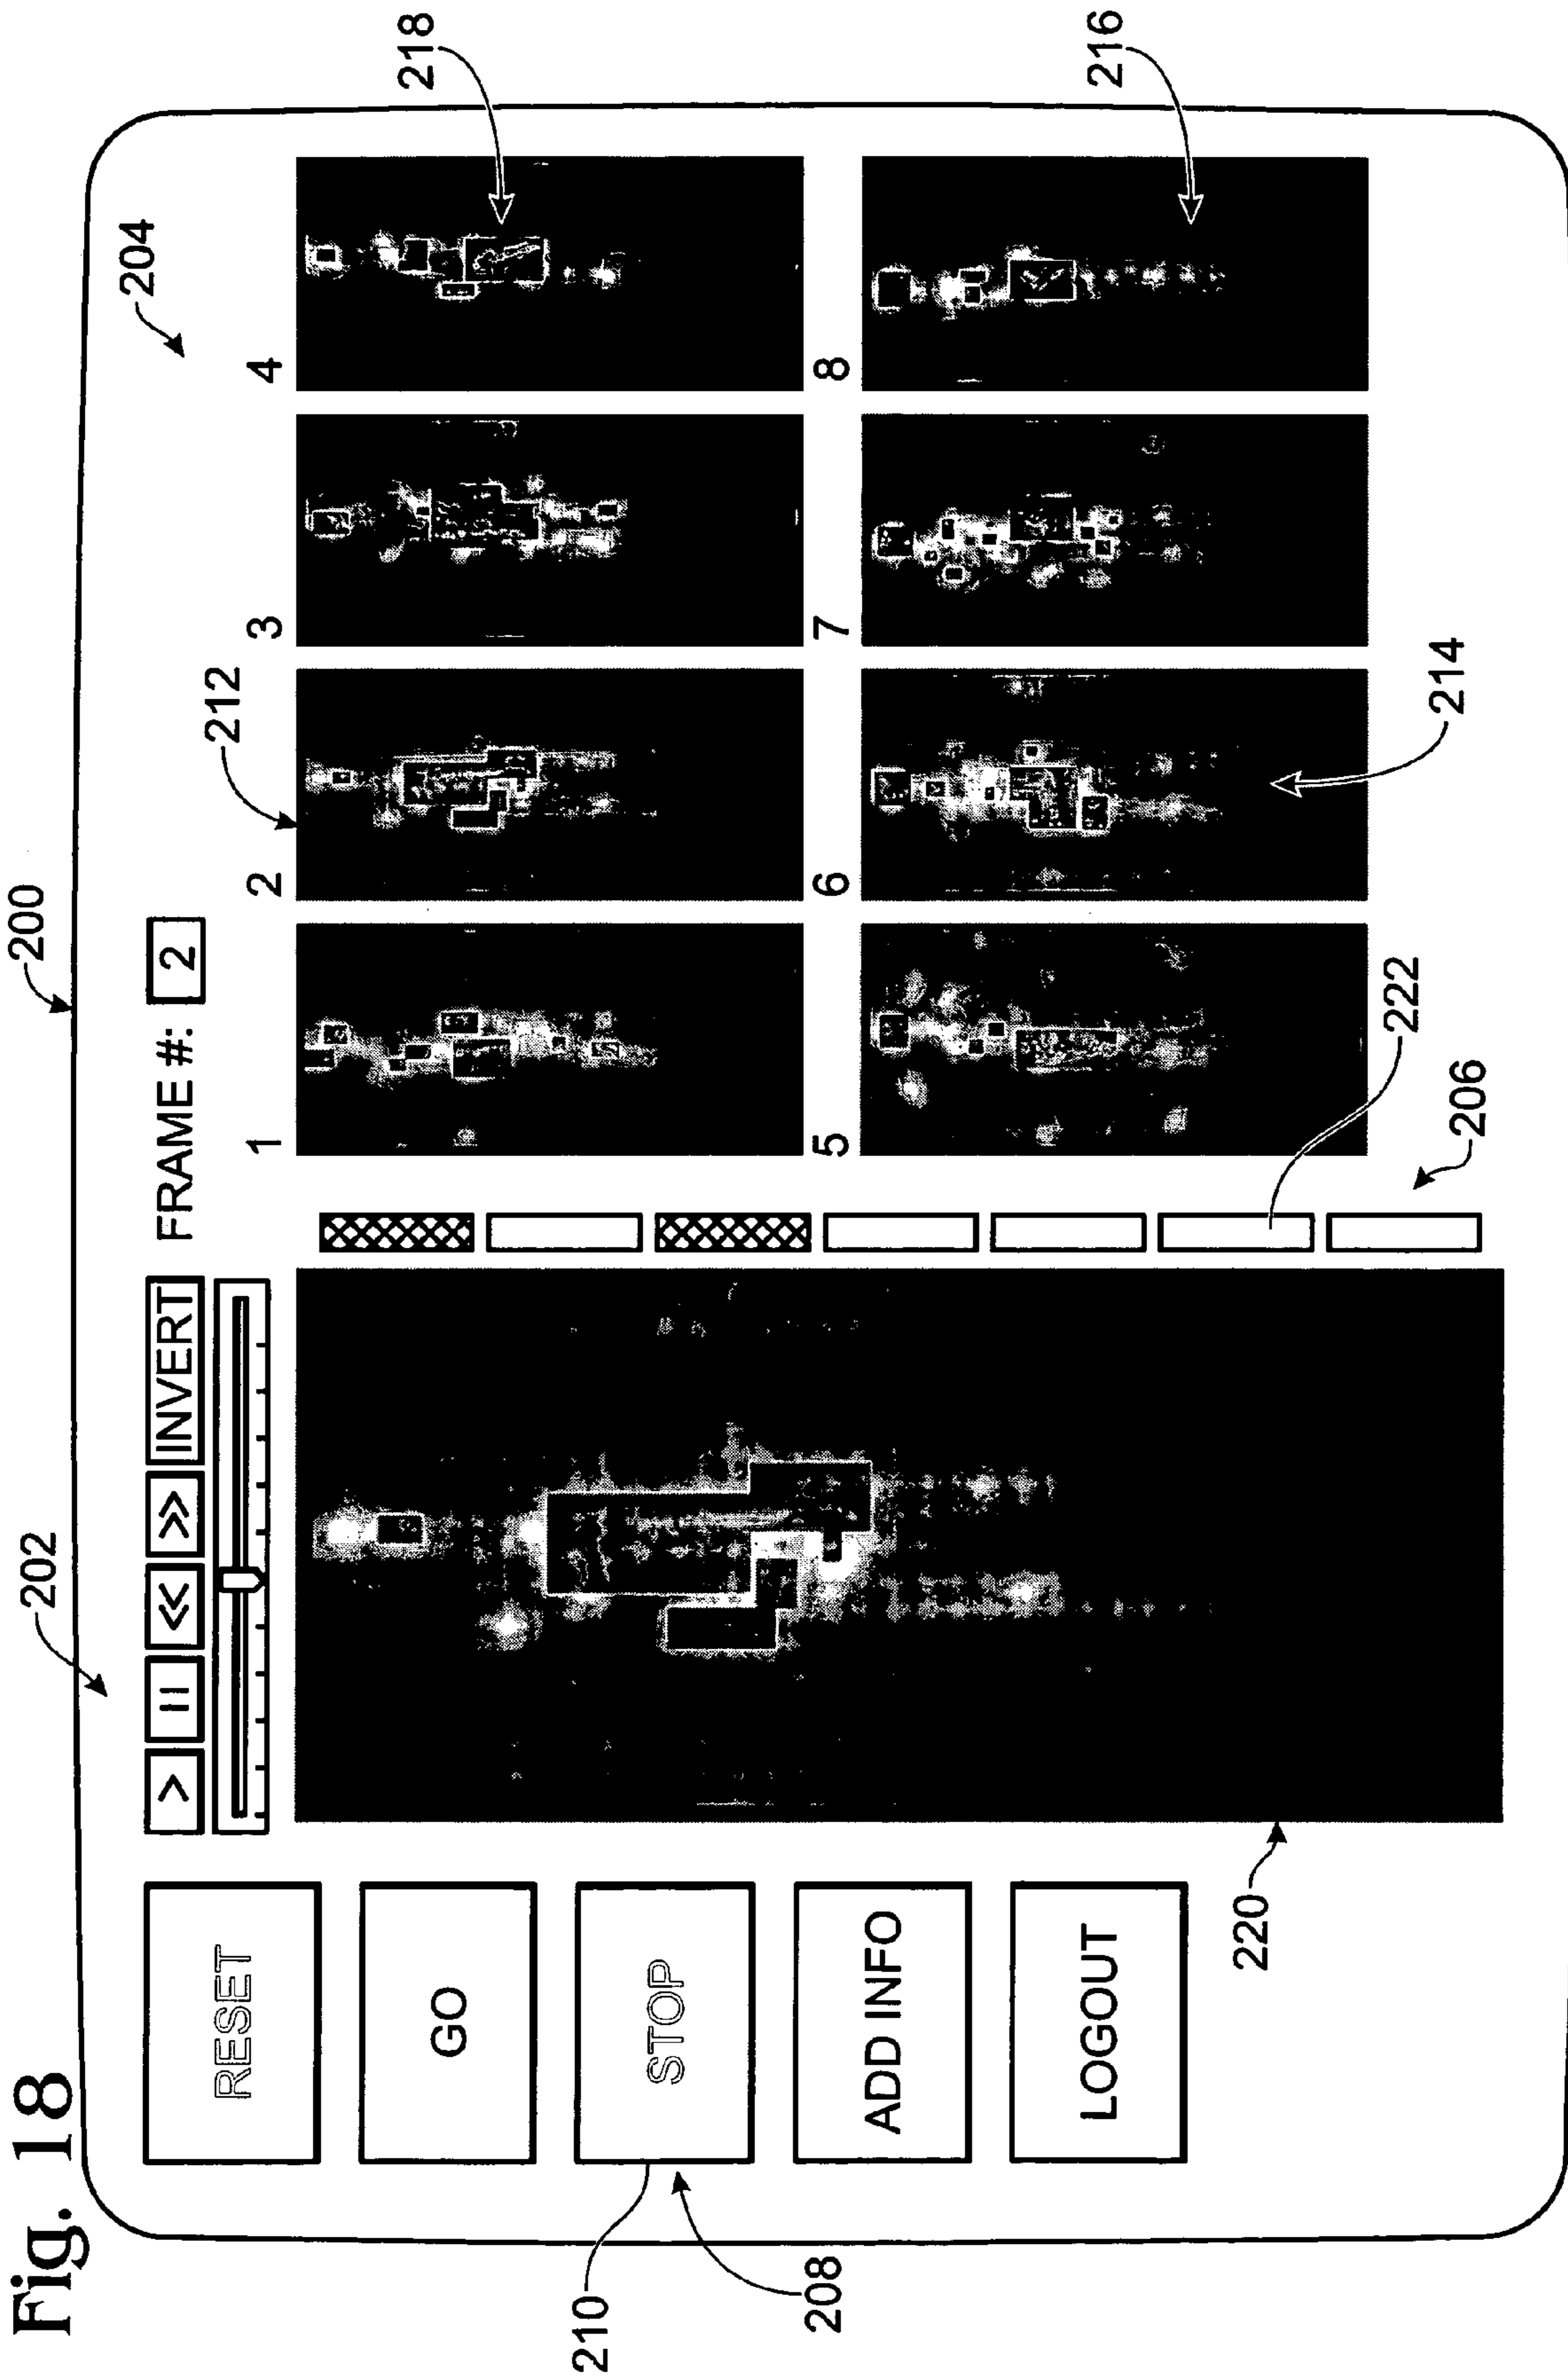 Fig. 18
200
202
204
RESET
GO
STOP
ADD INFO
LOGOUT
> II << >> INVERT
FRAME #: 2
212
218
1
2
3
4
5
6
7
8
210
208
220
206
222
214
216